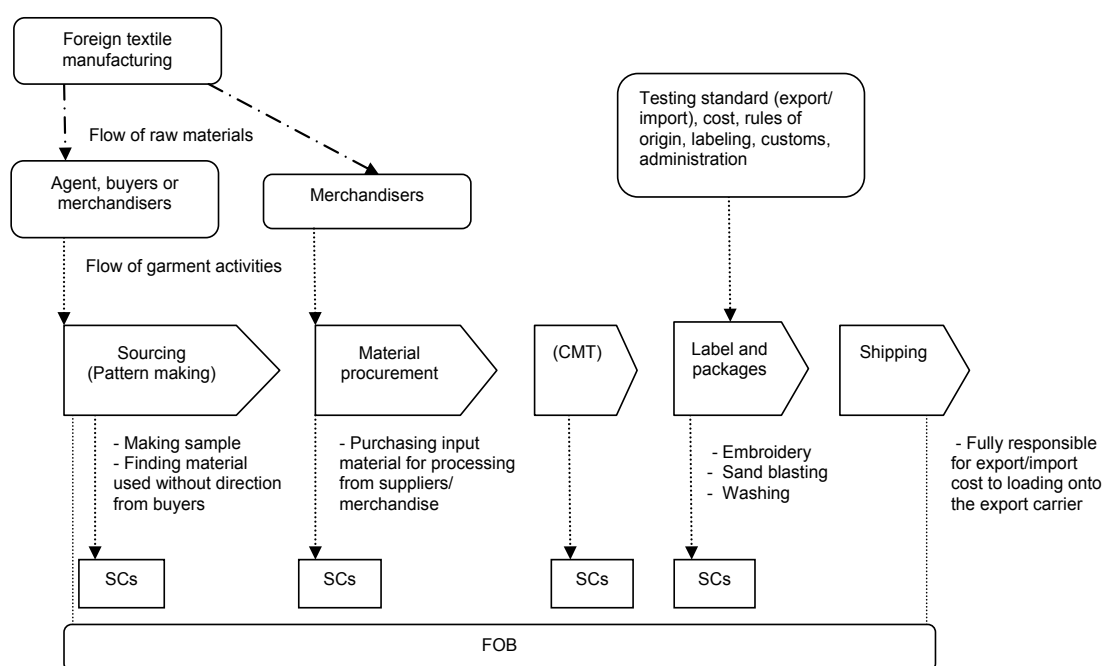 Foreign textile
manufacturing
Flow of raw materials
Testing standard (export/
import), cost, rules of
origin, labeling, customs,
administration
Agent, buyers or
merchandisers
Merchandisers
Flow of garment activities
Sourcing
(Pattern making)
Material
procurement
(CMT)
Label and
packages
Shipping
- Making sample
- Finding material
used without direction
from buyers
- Purchasing input
material for processing
from suppliers/
merchandise
- Embroidery
- Sand blasting
- Washing
- Fully responsible
for export/import
cost to loading onto
the export carrier
SCs
SCs
SCs
SCs
FOB